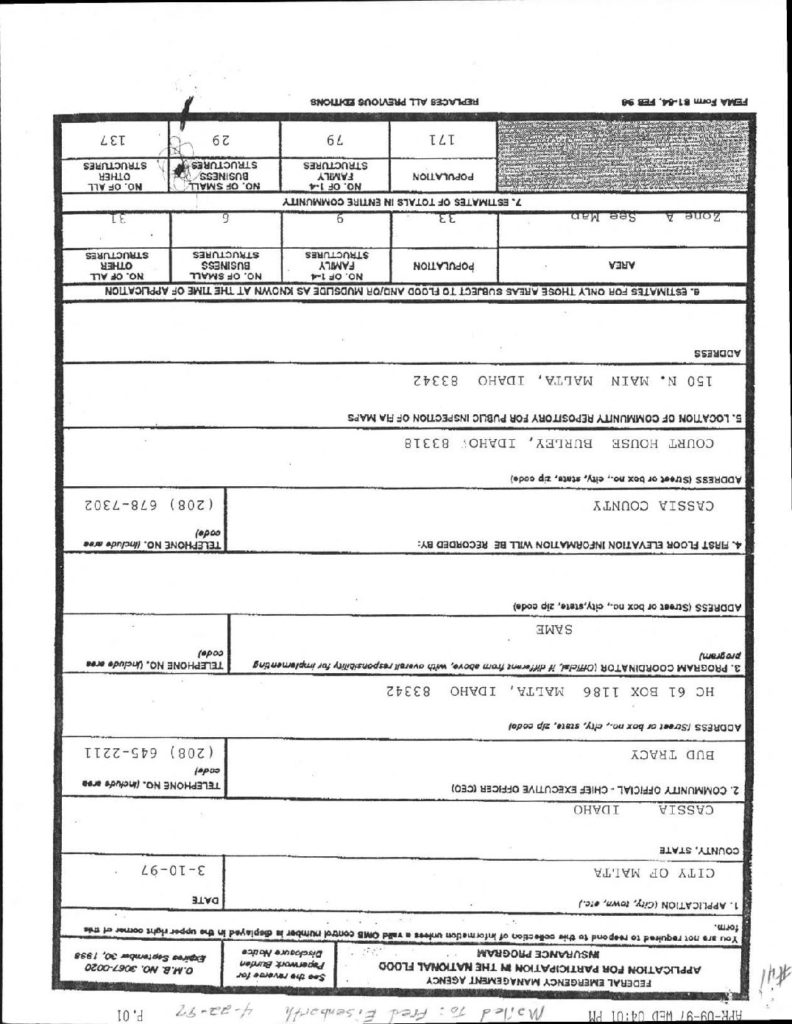 APR-09-97 WED 04:01 PM Mailed To: Fred Eisenbarth 4-22-97 P.01
#41
FEDERAL EMERGENCY MANAGEMENT AGENCY
APPLICATION FOR PARTICIPATION IN THE NATIONAL FLOOD
INSURANCE PROGRAM
See the reverse for
Paperwork Burden
Disclosure Notice
O.M.B. NO. 3067-0020
Expires September 30, 1998
You are not required to respond to this collection of information unless a valid OMB control number is displayed in the upper right corner of this
form.
1. APPLICATION (City, town, etc.)
DATE
CITY OF MALTA
3-10-97
COUNTY, STATE
CASSIA IDAHO
2. COMMUNITY OFFICIAL - CHIEF EXECUTIVE OFFICER (CEO)
TELEPHONE NO. (Include area
code)
BUD TRACY
(208) 645-2211
ADDRESS (Street or box no., city, state, zip code)
HC 61 BOX 1186 MALTA, IDAHO 83342
3. PROGRAM COORDINATOR (Official, if different from above, with overall responsibility for implementing
program)
TELEPHONE NO. (Include area
code)
SAME
ADDRESS (Street or box no., city,state, zip code)
4. FIRST FLOOR ELEVATION INFORMATION WILL BE RECORDED BY:
TELEPHONE NO. (Include area
code)
CASSIA COUNTY
(208) 678-7302
ADDRESS (Street or box no., city, state, zip code)
COURT HOUSE BURLEY, IDAHO 83318
5. LOCATION OF COMMUNITY REPOSITORY FOR PUBLIC INSPECTION OF FIA MAPS
150 N. MAIN MALTA, IDAHO 83342
ADDRESS
6. ESTIMATES FOR ONLY THOSE AREAS SUBJECT TO FLOOD AND/OR MUDSLIDE AS KNOWN AT THE TIME OF APPLICATION
AREA
POPULATION
NO. OF 1-4
FAMILY
STRUCTURES
NO. OF SMALL
BUSINESS
STRUCTURES
NO. OF ALL
OTHER
STRUCTURES
Zone A See Map
33
9
6
31
7. ESTIMATES OF TOTALS IN ENTIRE COMMUNITY
POPULATION
NO. OF 1-4
FAMILY
STRUCTURES
NO. OF SMALL
BUSINESS
STRUCTURES
NO. OF ALL
OTHER
STRUCTURES
171
79
29
137
FEMA Form 81-64, FEB 96
REPLACES ALL PREVIOUS EDITIONS